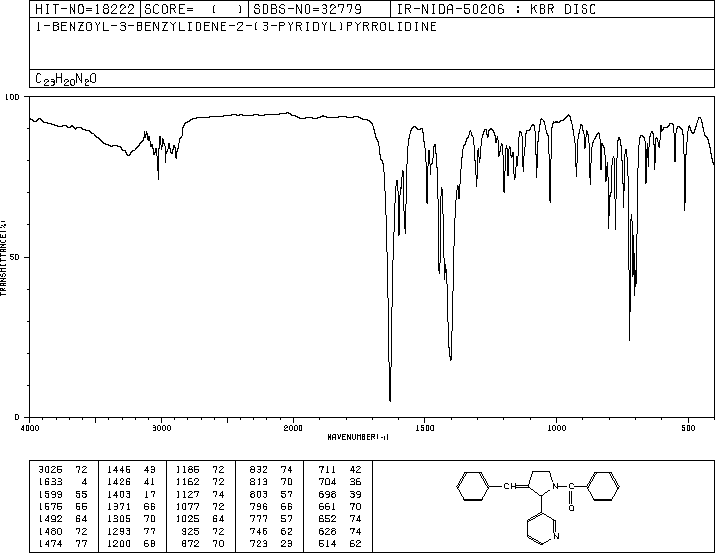 HIT-NO=18222 SCORE= ( ) SDBS-NO=32779 IR-NIDA-50206 : KBR DISC
1-BENZOYL-3-BENZYLIDENE-2-(3-PYRIDYL)PYRROLIDINE
C23H20N2O
100
50
0
TRANSMITTANCE(%)
4000 3000 2000 1500 1000 500
WAVENUMBER(-1)
3026 72 1446 43 1186 72 832 74 711 42
1633 4 1426 41 1162 72 813 70 704 36
1599 55 1403 17 1127 74 803 57 698 39
1576 55 1371 66 1077 72 796 66 661 70
1492 64 1305 70 1025 64 777 57 652 74
1480 72 1293 77 925 72 746 62 628 74
1474 77 1200 68 872 70 723 23 514 62
CH
N
C
O
N